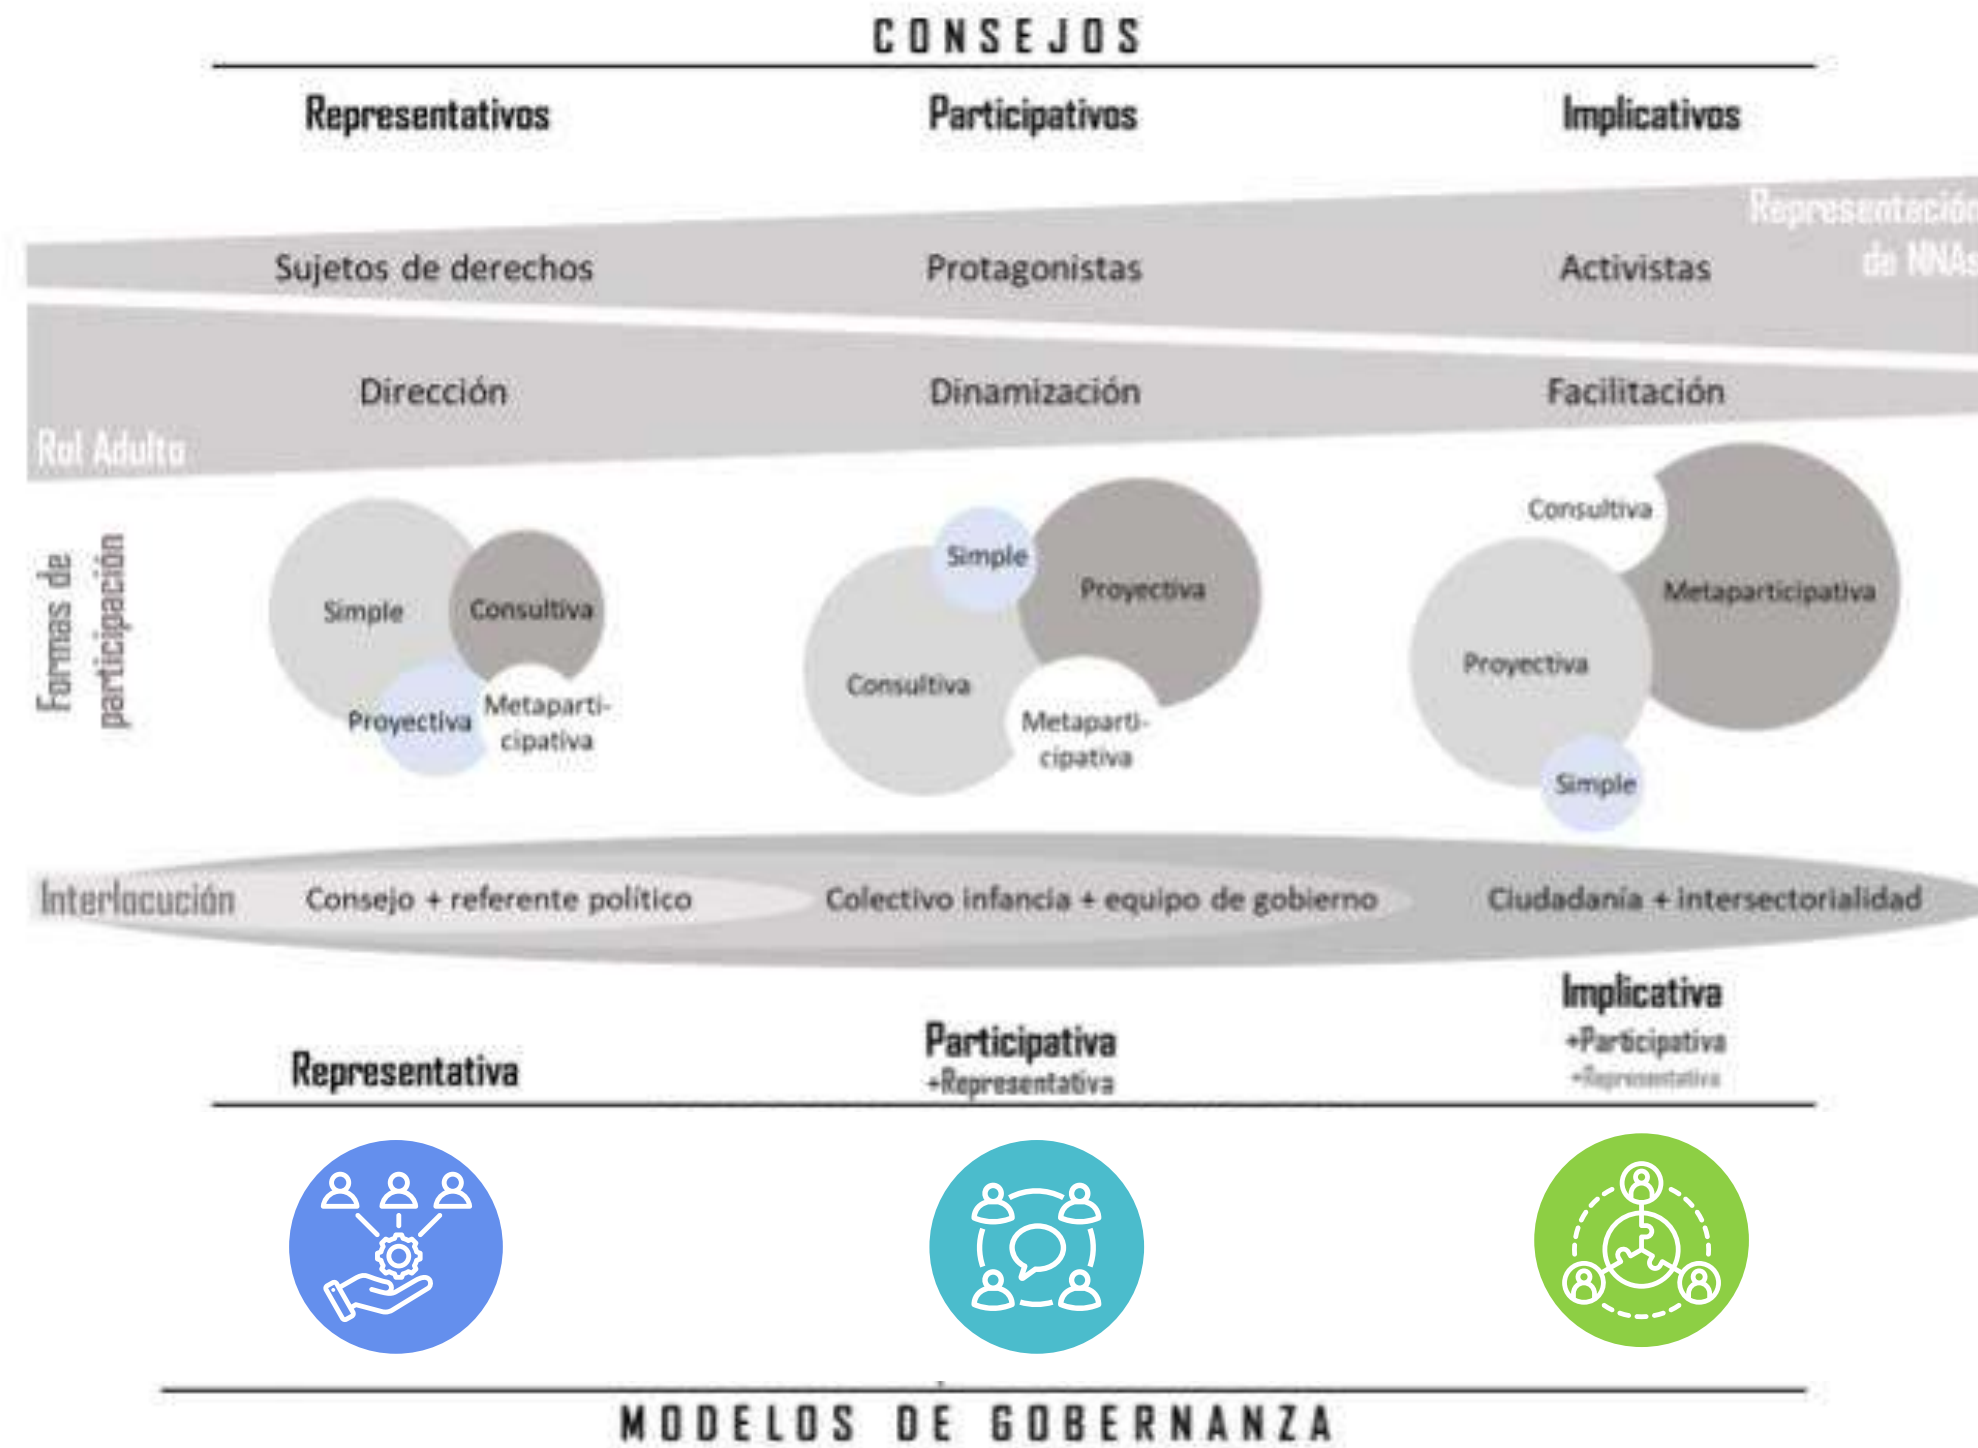 CONSEJOS
Representativos
Participativos
Implicativos
Representación
de NNAs
Sujetos de derechos
Protagonistas
Activistas
Dirección
Dinamización
Facilitación
Rol Adulto
Formas de
participación
Simple
Consultiva
Proyectiva
Metaparti-
cipativa
Simple
Proyectiva
Consultiva
Metaparti-
cipativa
Consultiva
Metaparticipativa
Proyectiva
Simple
Interlocución
Consejo + referente político
Colectivo infancia + equipo de gobierno
Ciudadanía + intersectorialidad
Representativa
Participativa
+Representativa
Implicativa
+Participativa
+Representativa
MODELOS DE GOBERNANZA